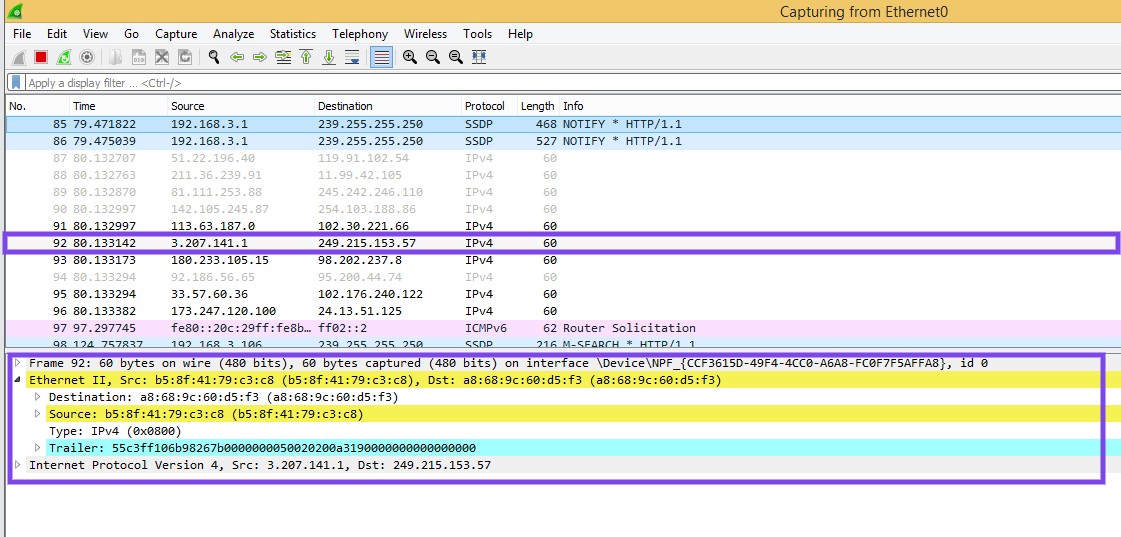 Capturing from Ethernet0
File Edit View Go Capture Analyze Statistics Telephony Wireless Tools Help
Apply a display filter ... <Ctrl-/>
No. Time Source Destination Protocol Length Info
85 79.471822 192.168.3.1 239.255.255.250 SSDP 468 NOTIFY * HTTP/1.1
86 79.475039 192.168.3.1 239.255.255.250 SSDP 527 NOTIFY * HTTP/1.1
87 80.132707 51.22.196.40 119.91.102.54 IPv4 60
88 80.132763 211.36.239.91 11.99.42.105 IPv4 60
89 80.132870 81.111.253.88 245.242.246.110 IPv4 60
90 80.132997 142.105.245.87 254.103.188.86 IPv4 60
91 80.132997 113.63.187.0 102.30.221.66 IPv4 60
92 80.133142 3.207.141.1 249.215.153.57 IPv4 60
93 80.133173 180.233.105.15 98.202.237.8 IPv4 60
94 80.133294 92.186.56.65 95.200.44.74 IPv4 60
95 80.133294 33.57.60.36 102.176.240.122 IPv4 60
96 80.133382 173.247.120.100 24.13.51.125 IPv4 60
97 97.297745 fe80::20c:29ff:fe8b… ff02::2 ICMPv6 62 Router Solicitation
98 124.757837 192.168.3.106 239.255.255.250 SSDP 216 M-SEARCH * HTTP/1.1
Frame 92: 60 bytes on wire (480 bits), 60 bytes captured (480 bits) on interface \Device\NPF_{CCF3615D-49F4-4CC0-A6A8-FC0F7F5AFFA8}, id 0
Ethernet II, Src: b5:8f:41:79:c3:c8 (b5:8f:41:79:c3:c8), Dst: a8:68:9c:60:d5:f3 (a8:68:9c:60:d5:f3)
Destination: a8:68:9c:60:d5:f3 (a8:68:9c:60:d5:f3)
Source: b5:8f:41:79:c3:c8 (b5:8f:41:79:c3:c8)
Type: IPv4 (0x0800)
Trailer: 55c3ff106b98267b0000000050020200a3190000000000000000
Internet Protocol Version 4, Src: 3.207.141.1, Dst: 249.215.153.57